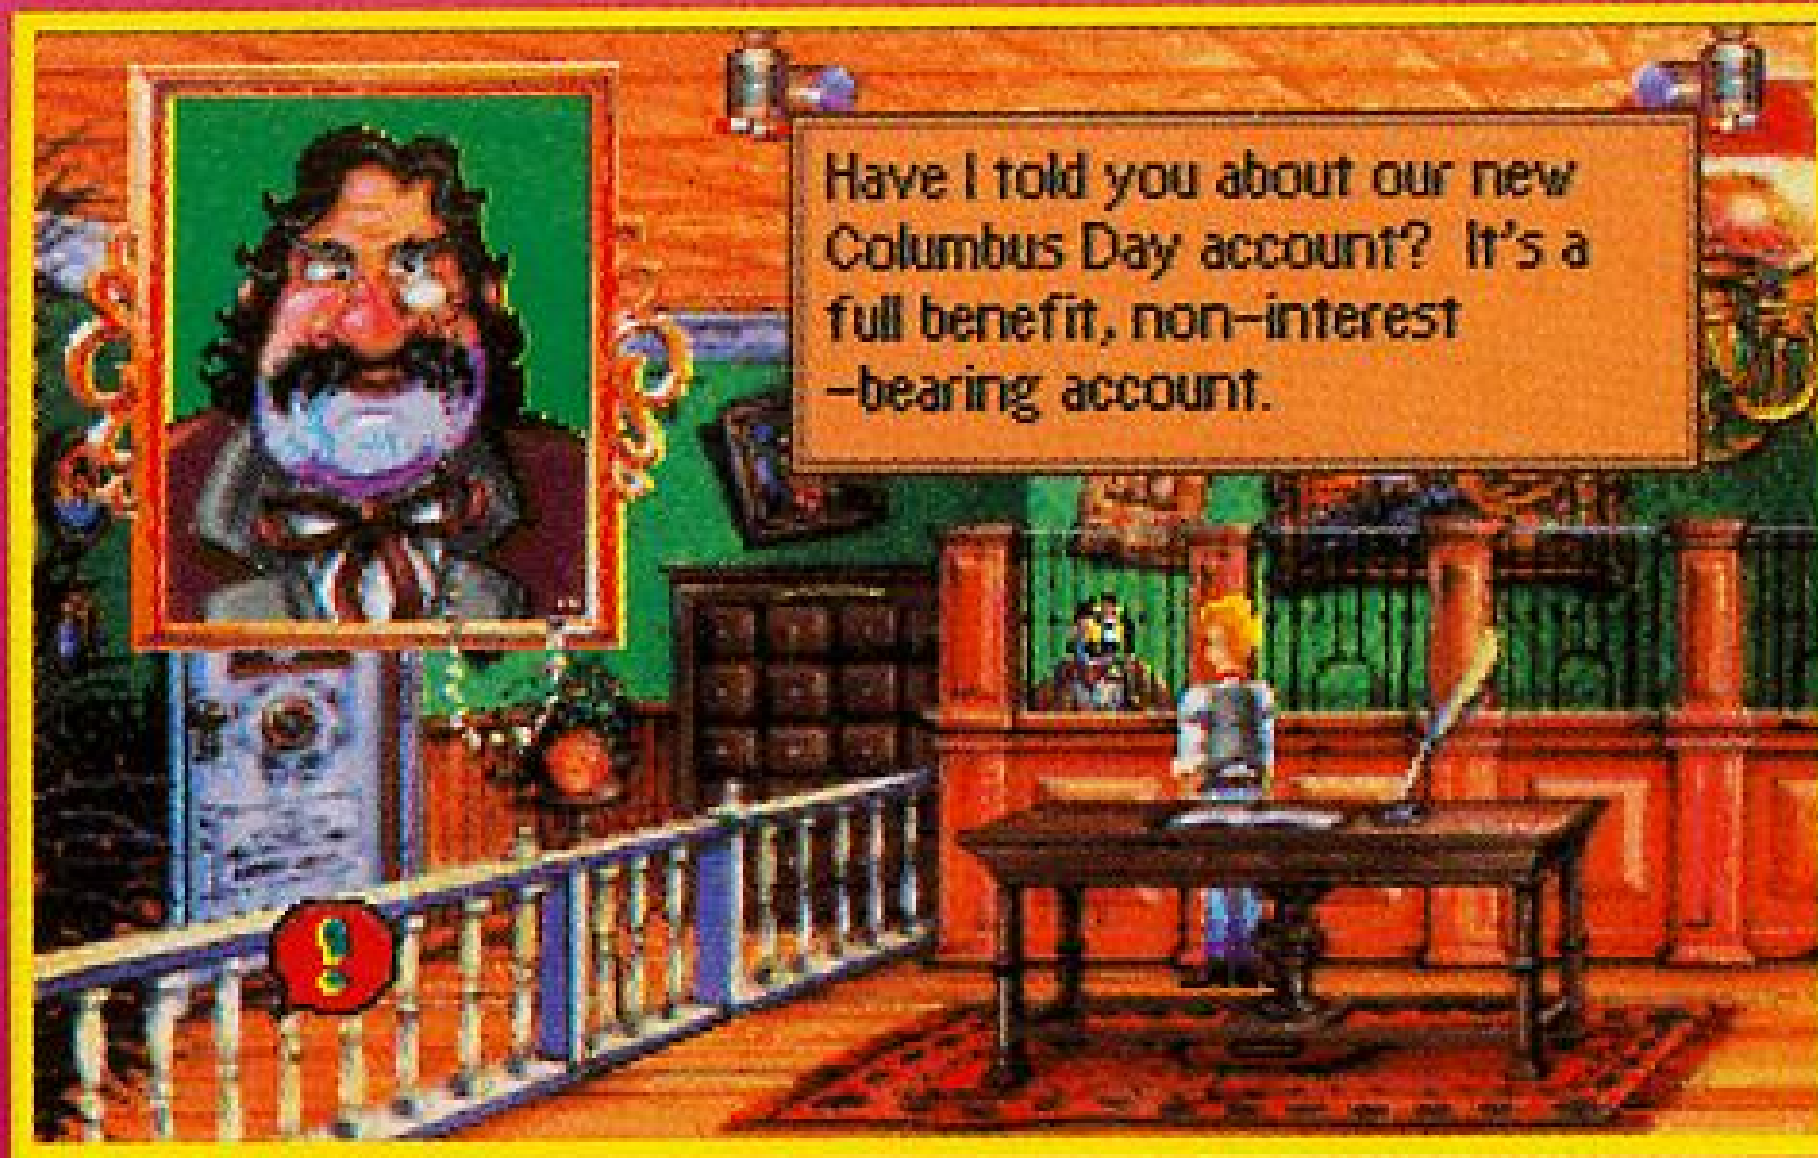 Have I told you about our new
Columbus Day account?  It's a
full benefit, non-interest
-bearing account.
!